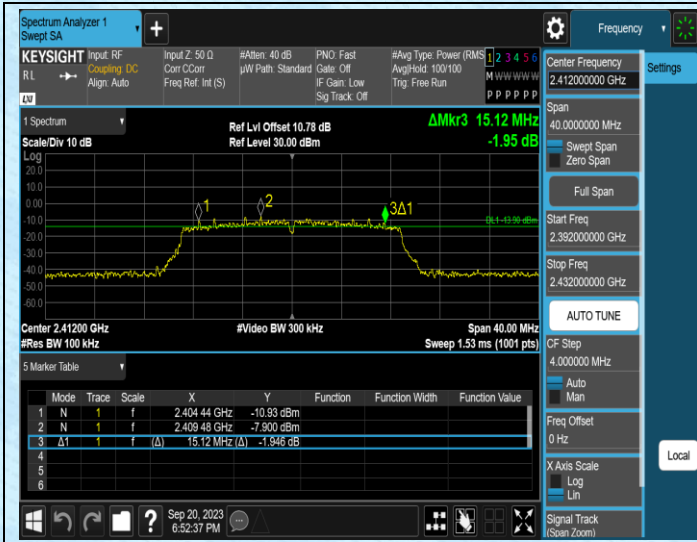 Spectrum Analyzer 1
Swept SA
Frequency
KEYSIGHT
Input: RF
Input Z: 50 Ω
#Atten: 40 dB
PNO: Fast
#Avg Type: Power (RMS
1 2 3 4 5 6
RL
Coupling: DC
Corr CCorr
µW Path: Standard
Gate: Off
Avg|Hold: 100/100
M W W W W W
Align: Auto
Freq Ref: Int (S)
IF Gain: Low
Trig: Free Run
Sig Track: Off
P P P P P P
LXI
1 Spectrum
Ref Lvl Offset 10.78 dB
ΔMkr3 15.12 MHz
Scale/Div 10 dB
Ref Level 30.00 dBm
-1.95 dB
Log
20.0
10.0
0.00
-10.0
-20.0
-30.0
-40.0
-50.0
-60.0
1
2
3Δ1
DL1 -13.90 dBm
Center 2.41200 GHz
#Video BW 300 kHz
Span 40.00 MHz
#Res BW 100 kHz
Sweep 1.53 ms (1001 pts)
5 Marker Table
Mode Trace Scale X Y Function Function Width Function Value
1 N 1 f 2.404 44 GHz -10.93 dBm
2 N 1 f 2.409 48 GHz -7.900 dBm
3 Δ1 1 f (Δ) 15.12 MHz (Δ) -1.946 dB
4
5
6
?
Sep 20, 2023
6:52:37 PM
Center Frequency
2.412000000 GHz
Span
40.0000000 MHz
Swept Span
Zero Span
Full Span
Start Freq
2.392000000 GHz
Stop Freq
2.432000000 GHz
AUTO TUNE
CF Step
4.000000 MHz
Auto
Man
Freq Offset
0 Hz
X Axis Scale
Log
Lin
Signal Track
(Span Zoom)
Settings
Local